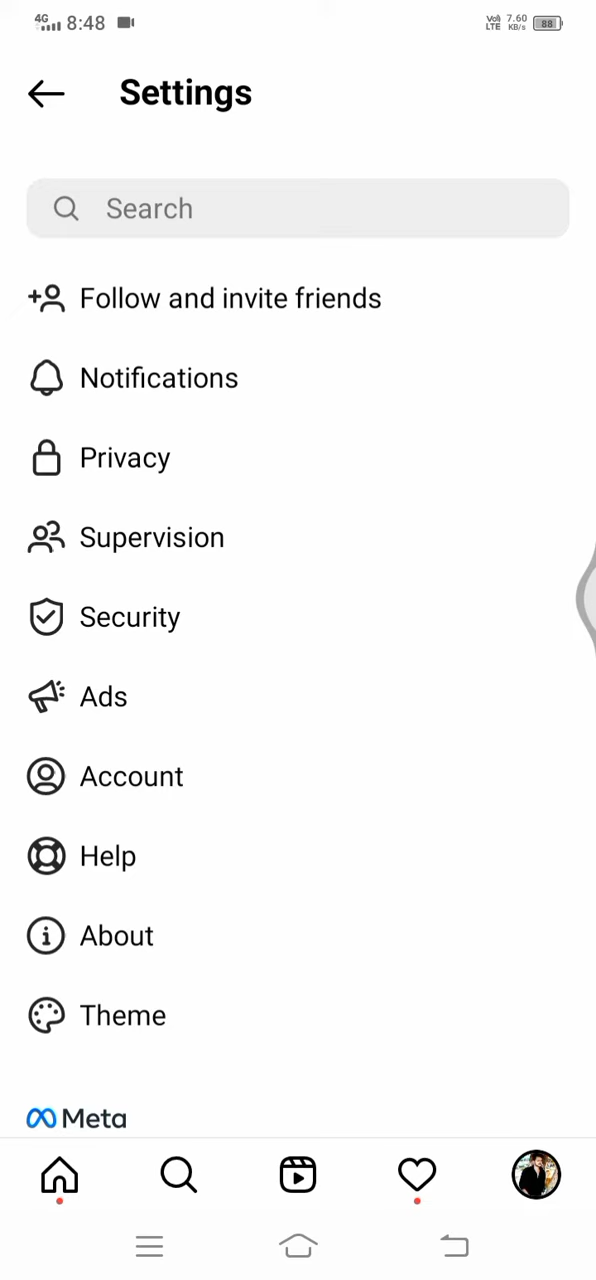 4G 8:48 Vo) LTE 7.60 KB/s 88
Settings
Search
Follow and invite friends
Notifications
Privacy
Supervision
Security
Ads
Account
Help
About
Theme
Meta